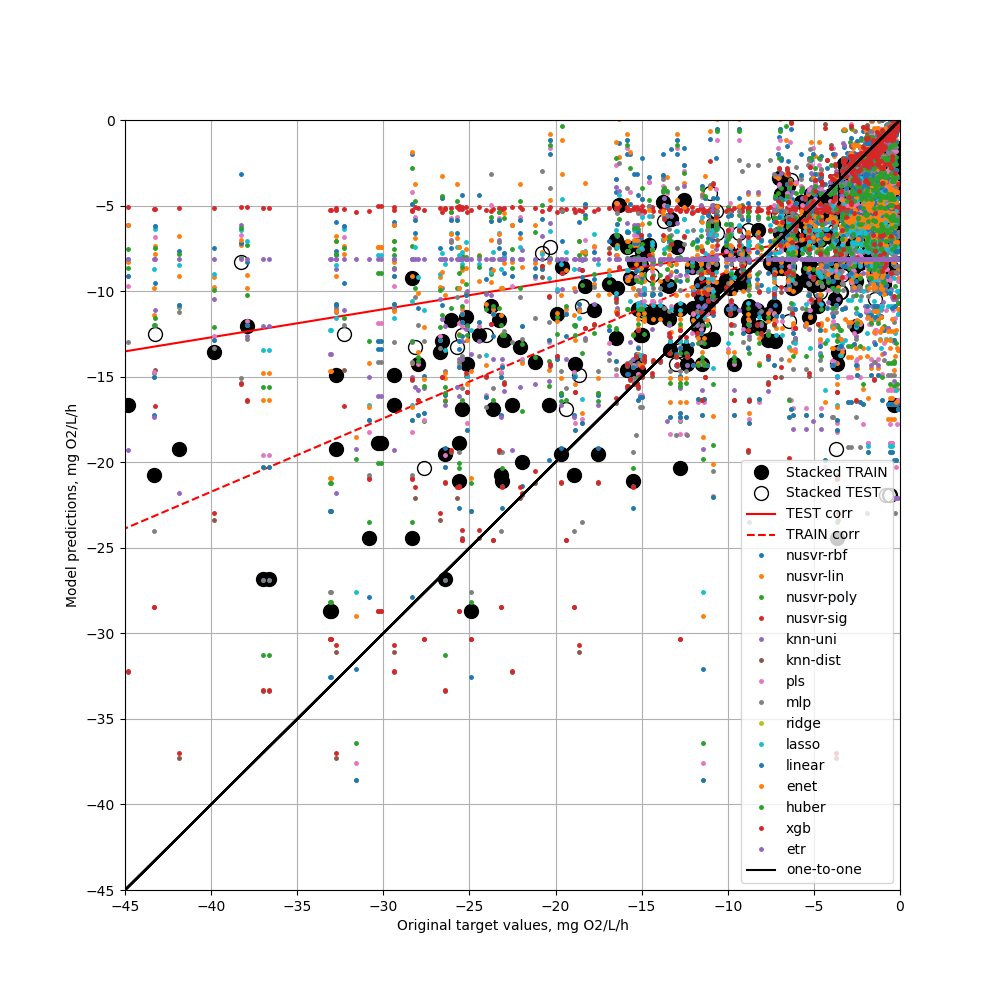 0
−5
−10
−15
−20
−25
−30
−35
−40
−45
Model predictions, mg O2/L/h
−45 −40 −35 −30 −25 −20 −15 −10 −5 0
Original target values, mg O2/L/h
Stacked TRAIN
Stacked TEST
TEST corr
TRAIN corr
nusvr-rbf
nusvr-lin
nusvr-poly
nusvr-sig
knn-uni
knn-dist
pls
mlp
ridge
lasso
linear
enet
huber
xgb
etr
one-to-one